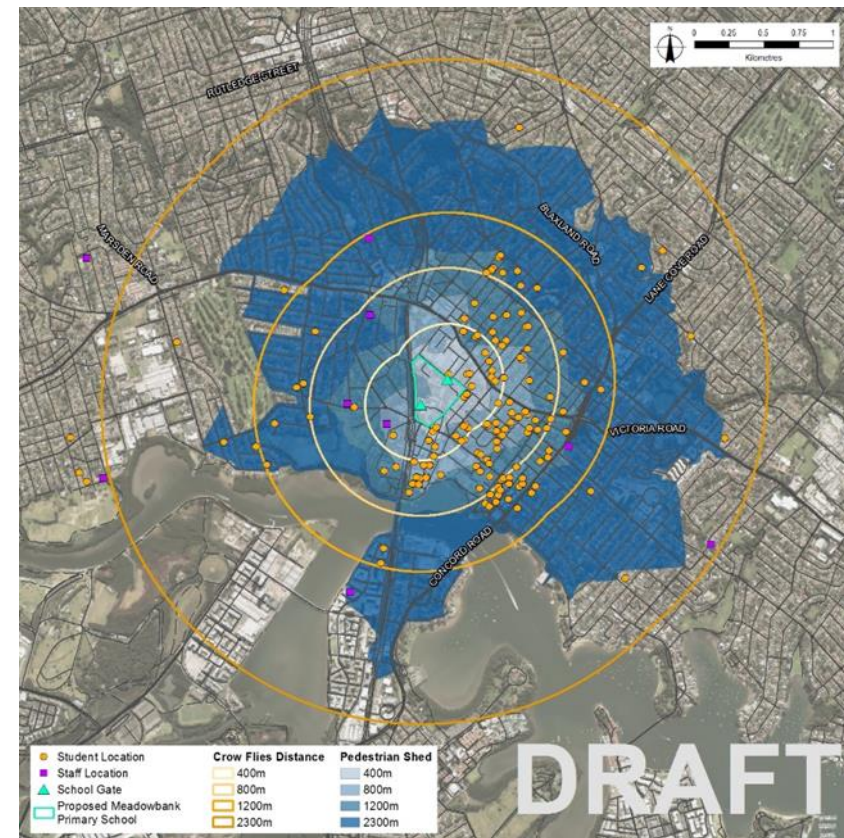 0 0.25 0.5 0.75 1
Kilometres
RUTLEDGE STREET
BLAXLAND ROAD
MARSDEN ROAD
LANE COVE ROAD
VICTORIA ROAD
CONCORD ROAD
DRAFT
Student Location
Staff Location
School Gate
Proposed Meadowbank
Primary School
Crow Flies Distance
400m
800m
1200m
2300m
Pedestrian Shed
400m
800m
1200m
2300m